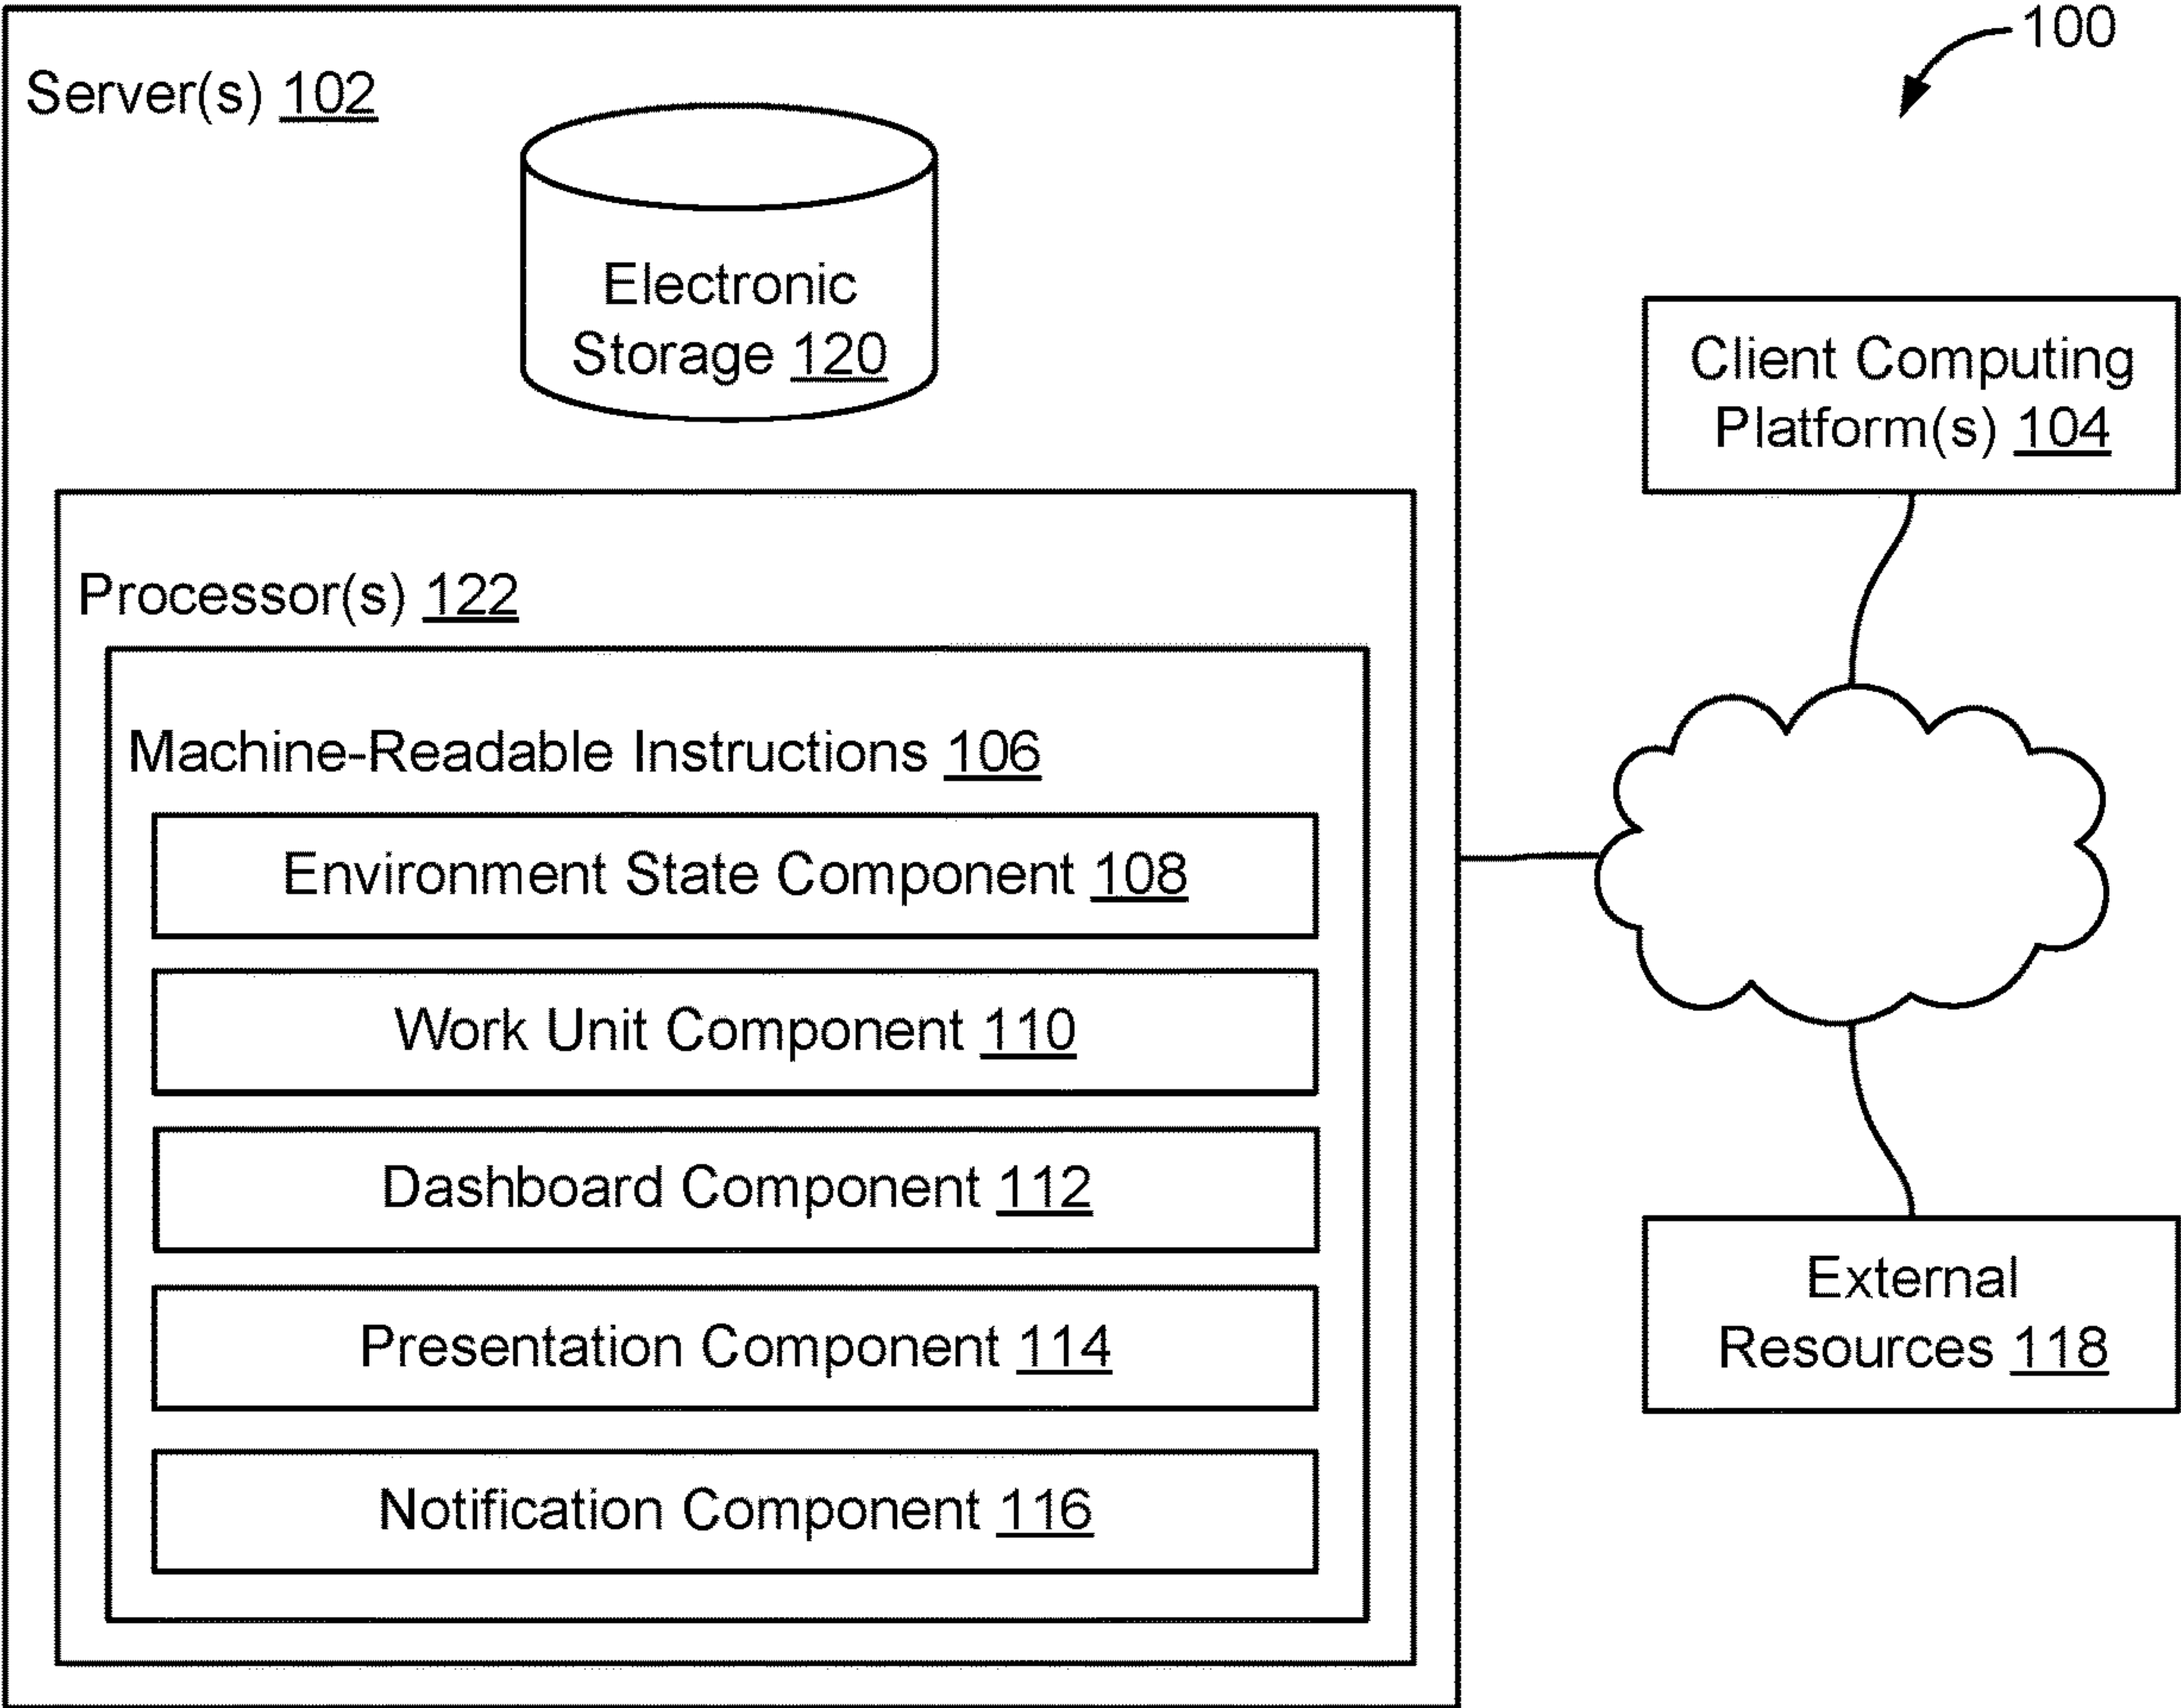 100
Server(s) 102
Electronic
Storage 120
Client Computing
Platform(s) 104
Processor(s) 122
Machine-Readable Instructions 106
Environment State Component 108
Work Unit Component 110
Dashboard Component 112
Presentation Component 114
Notification Component 116
External
Resources 118